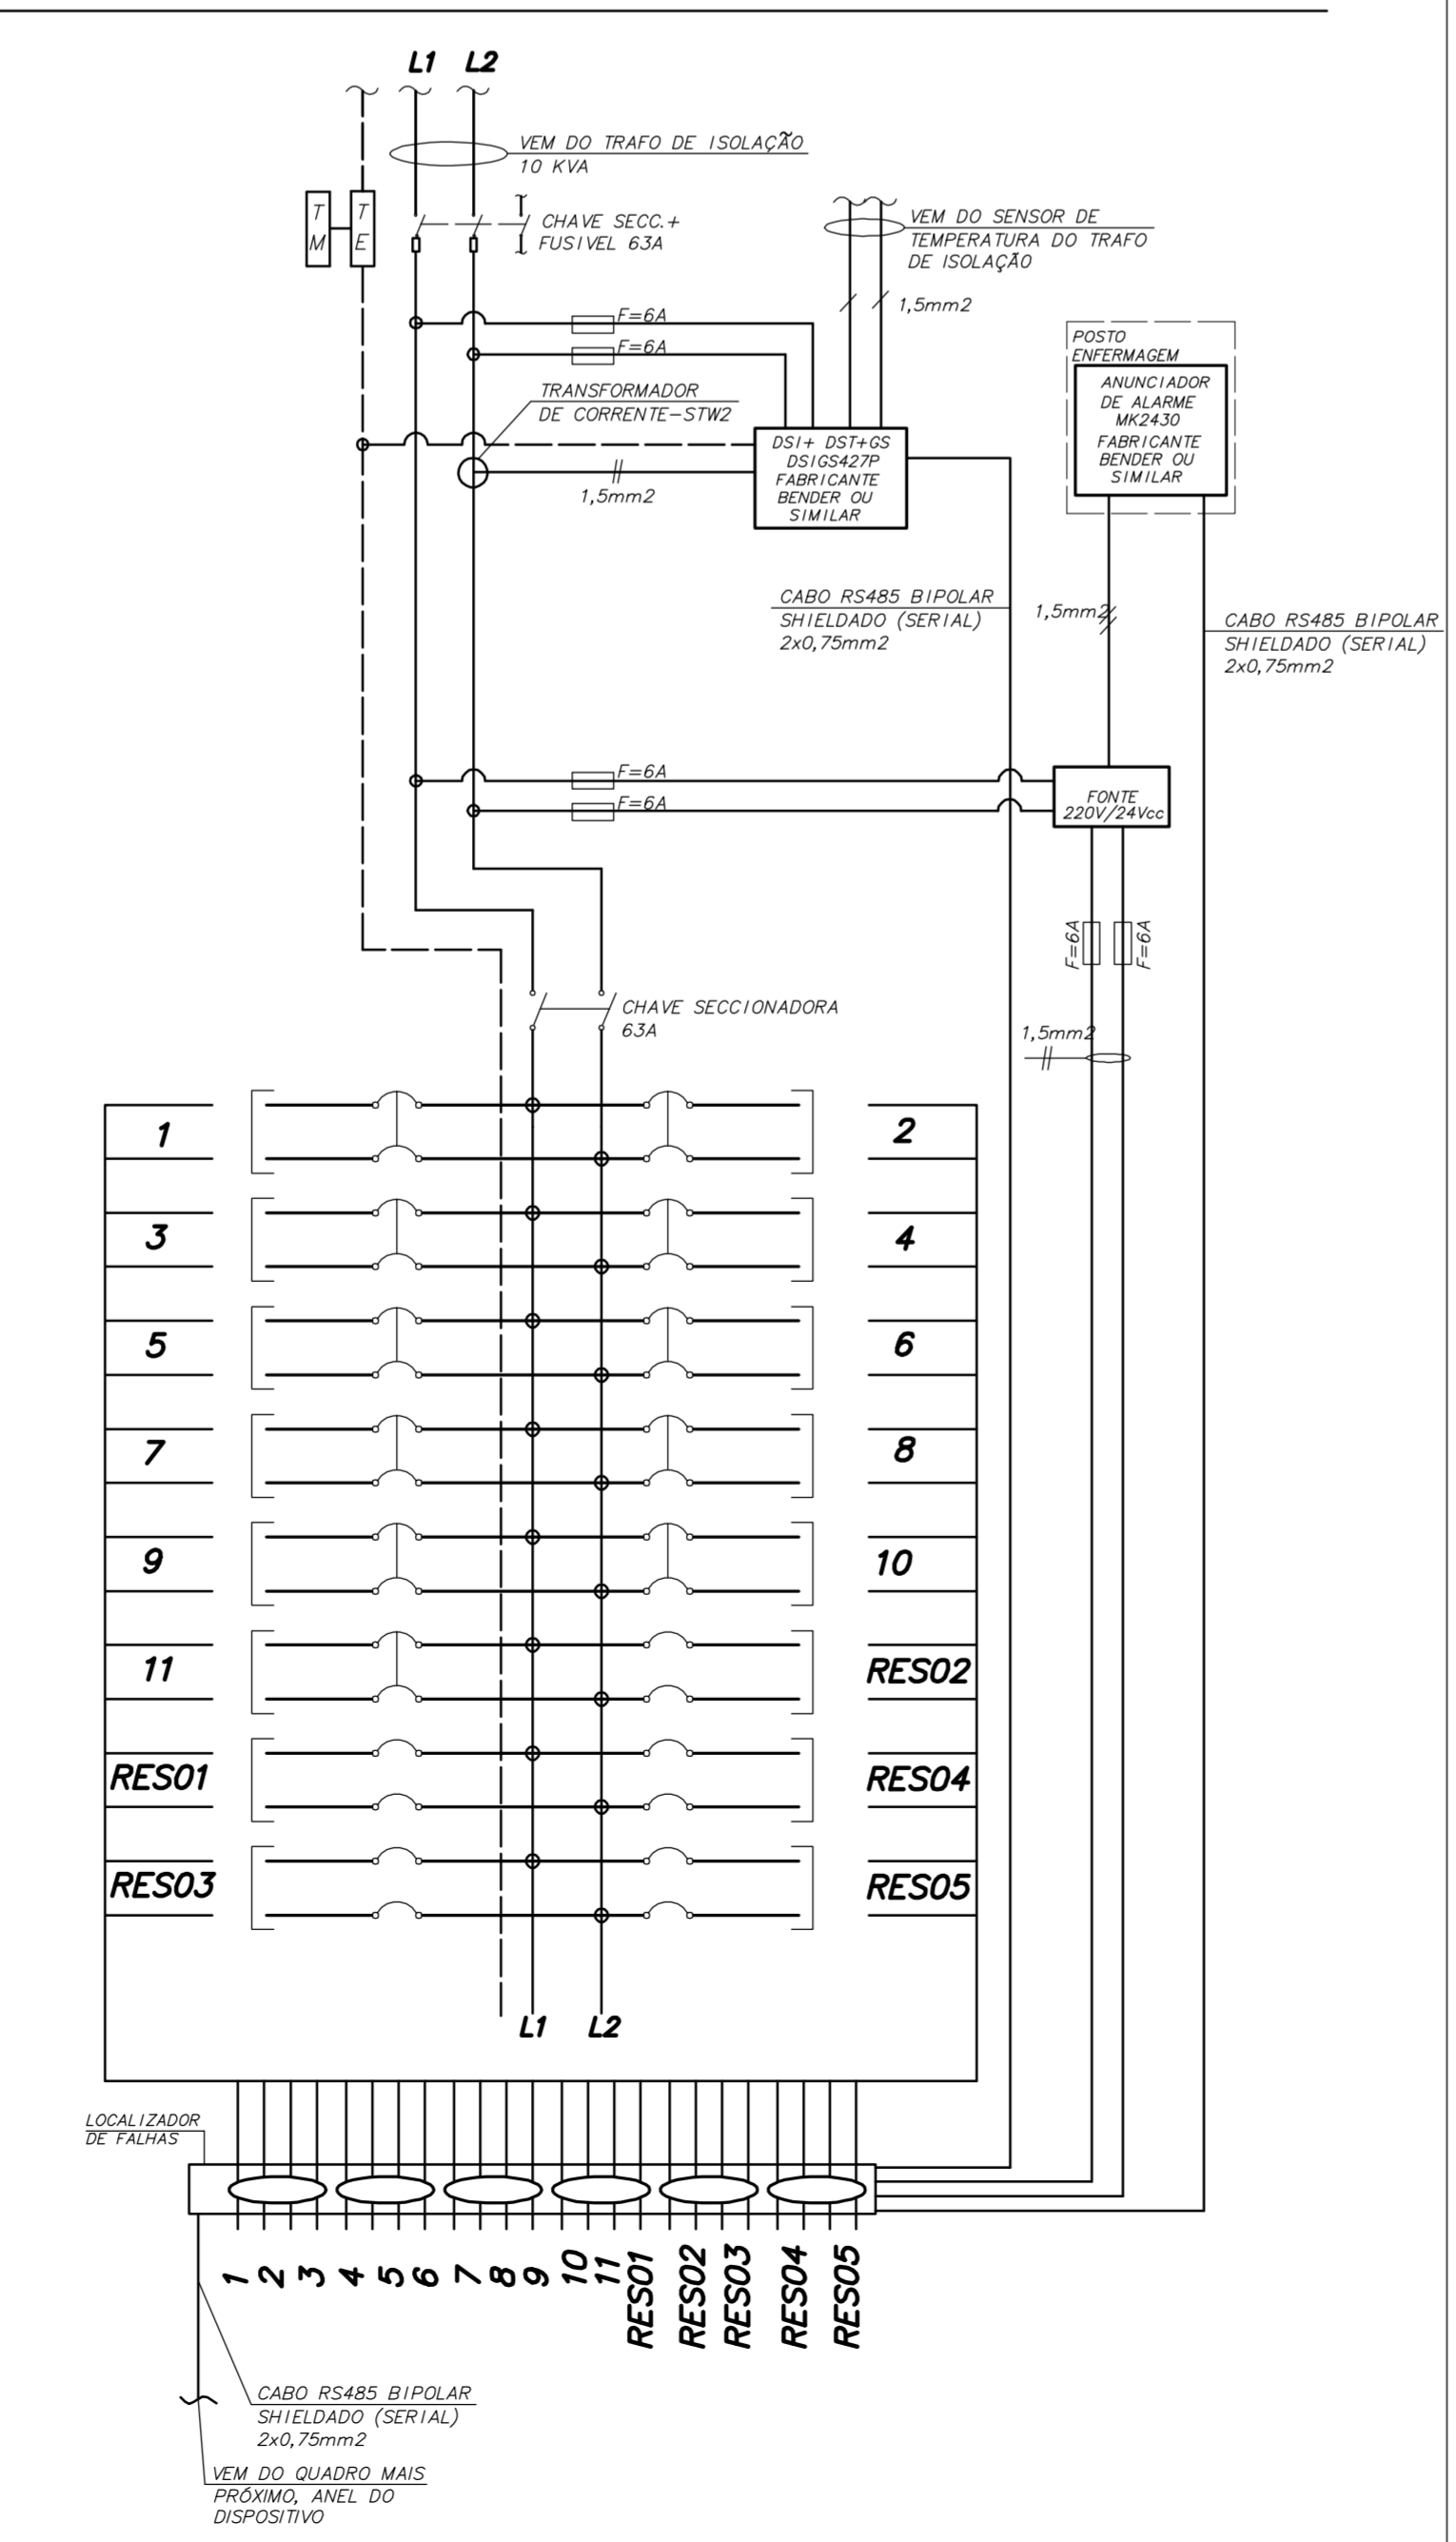 L1 L2
VEM DO TRAFO DE ISOLAÇÃO
10 KVA
T
M
T
E
CHAVE SECC.+
FUSIVEL 63A
VEM DO SENSOR DE
TEMPERATURA DO TRAFO
DE ISOLAÇÃO
1,5mm2
F=6A
F=6A
POSTO
ENFERMAGEM
ANUNCIADOR
DE ALARME
MK2430
FABRICANTE
BENDER OU
SIMILAR
TRANSFORMADOR
DE CORRENTE-STW2
DSI+ DST+GS
DSIGS427P
FABRICANTE
BENDER OU
SIMILAR
1,5mm2
CABO RS485 BIPOLAR
SHIELDADO (SERIAL)
2x0,75mm2
1,5mm2
CABO RS485 BIPOLAR
SHIELDADO (SERIAL)
2x0,75mm2
F=6A
F=6A
FONTE
220V/24Vcc
F=6A
F=6A
CHAVE SECCIONADORA
63A
1,5mm2
1
2
3
4
5
6
7
8
9
10
11
RES02
RES01
RES04
RES03
RES05
L1 L2
LOCALIZADOR
DE FALHAS
1
2
3
4
5
6
7
8
9
10
11
RES01
RES02
RES03
RES04
RES05
CABO RS485 BIPOLAR
SHIELDADO (SERIAL)
2x0,75mm2
VEM DO QUADRO MAIS
PRÓXIMO, ANEL DO
DISPOSITIVO